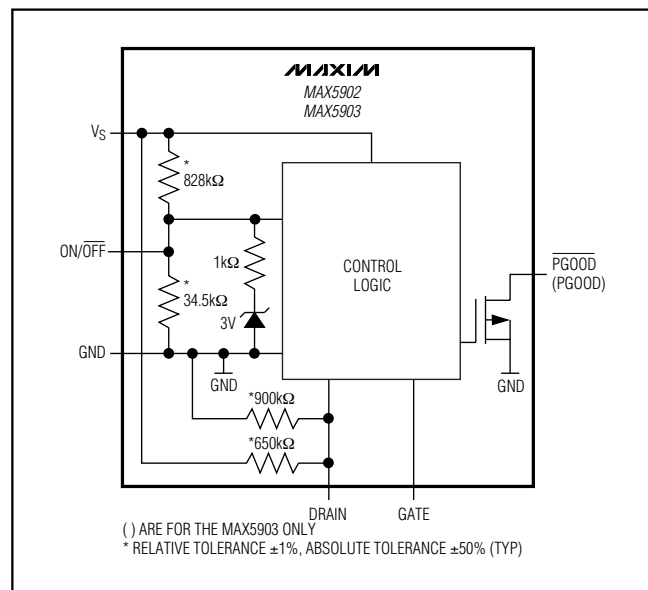 MAXIM
MAX5902
MAX5903
VS
*
828kΩ
ON/OFF
1kΩ
CONTROL
LOGIC
PGOOD
(PGOOD)
*
34.5kΩ
3V
GND
GND
GND
*900kΩ
*650kΩ
DRAIN
GATE
( ) ARE FOR THE MAX5903 ONLY
* RELATIVE TOLERANCE ±1%, ABSOLUTE TOLERANCE ±50% (TYP)